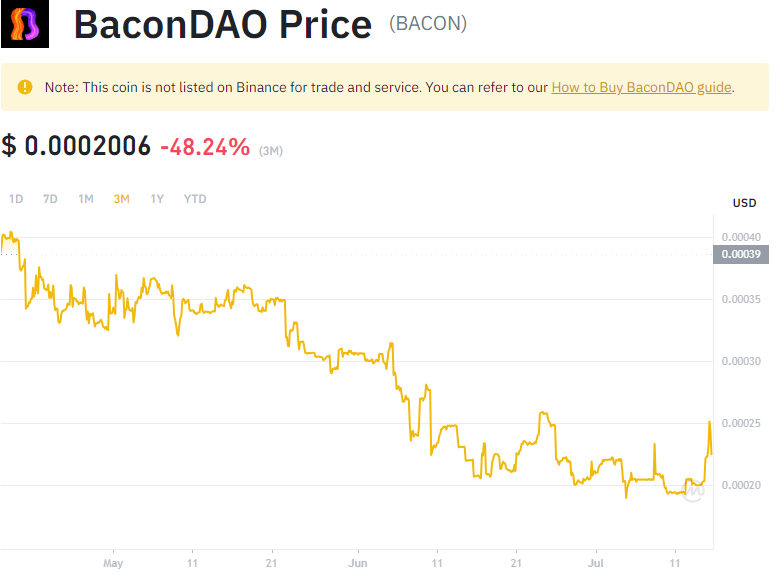 BaconDAO Price (BACON)
Note: This coin is not listed on Binance for trade and service. You can refer to our How to Buy BaconDAO guide.
$ 0.0002006 -48.24% (3M)
1D 7D 1M 3M 1Y YTD
USD
0.00040
0.00039
0.00035
0.00030
0.00025
0.00020
May 11 21 Jun 11 21 Jul 11